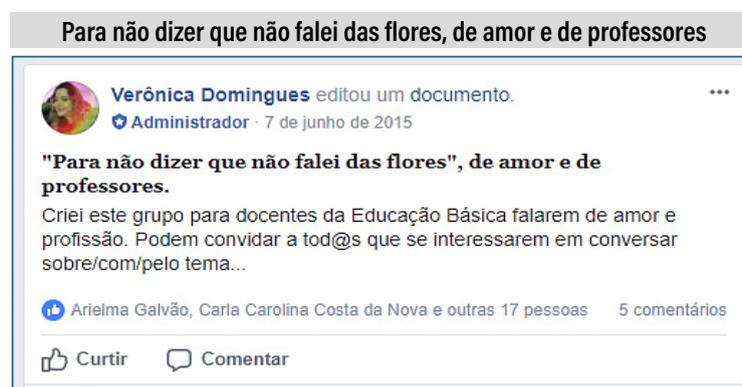 Para não dizer que não falei das flores, de amor e de professores
Verônica Domingues editou um documento.
Administrador · 7 de junho de 2015
"Para não dizer que não falei das flores", de amor e de
professores.
Criei este grupo para docentes da Educação Básica falarem de amor e
profissão. Podem convidar a tod@s que se interessarem em conversar
sobre/com/pelo tema...
Arielma Galvão, Carla Carolina Costa da Nova e outras 17 pessoas 5 comentários
Curtir Comentar